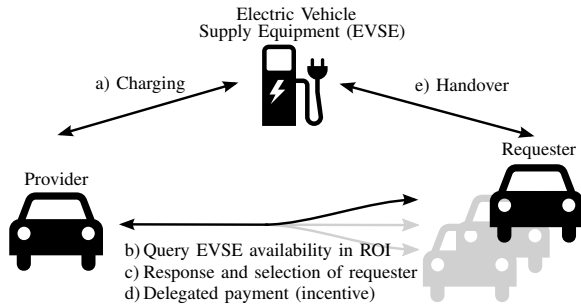 Electric Vehicle
Supply Equipment (EVSE)
a) Charging
e) Handover
Provider
Requester
b) Query EVSE availability in ROI
c) Response and selection of requester
d) Delegated payment (incentive)